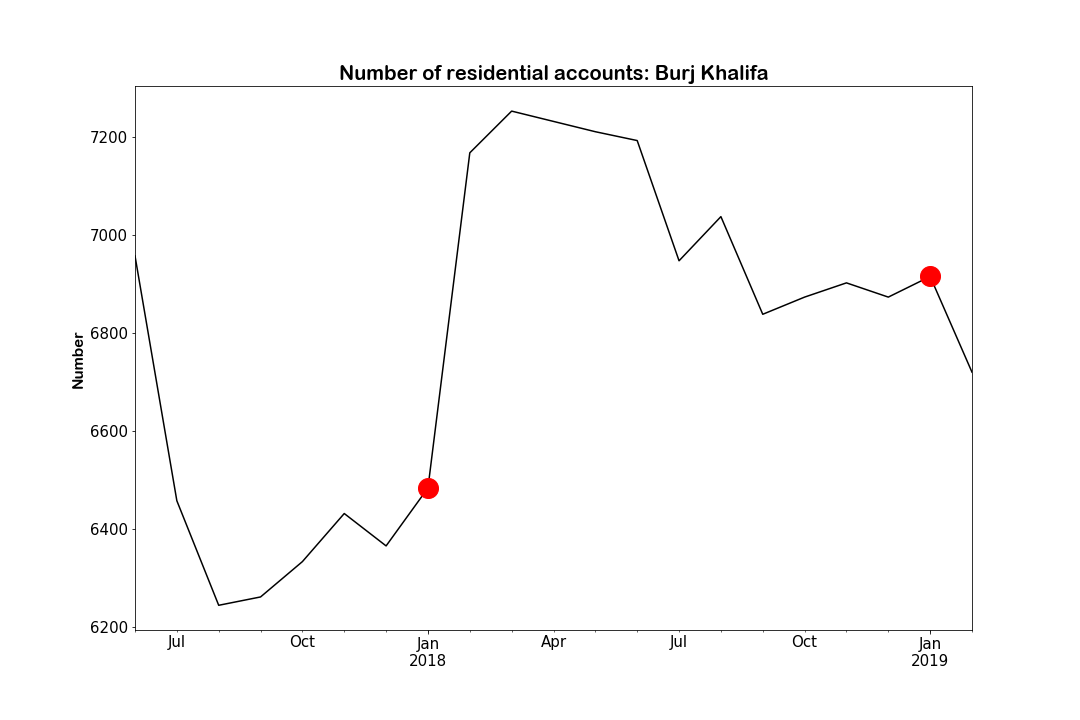 Number of residential accounts: Burj Khalifa
7200
7000
6800
6600
6400
6200
Number
Jul
Oct
Jan
2018
Apr
Jul
Oct
Jan
2019